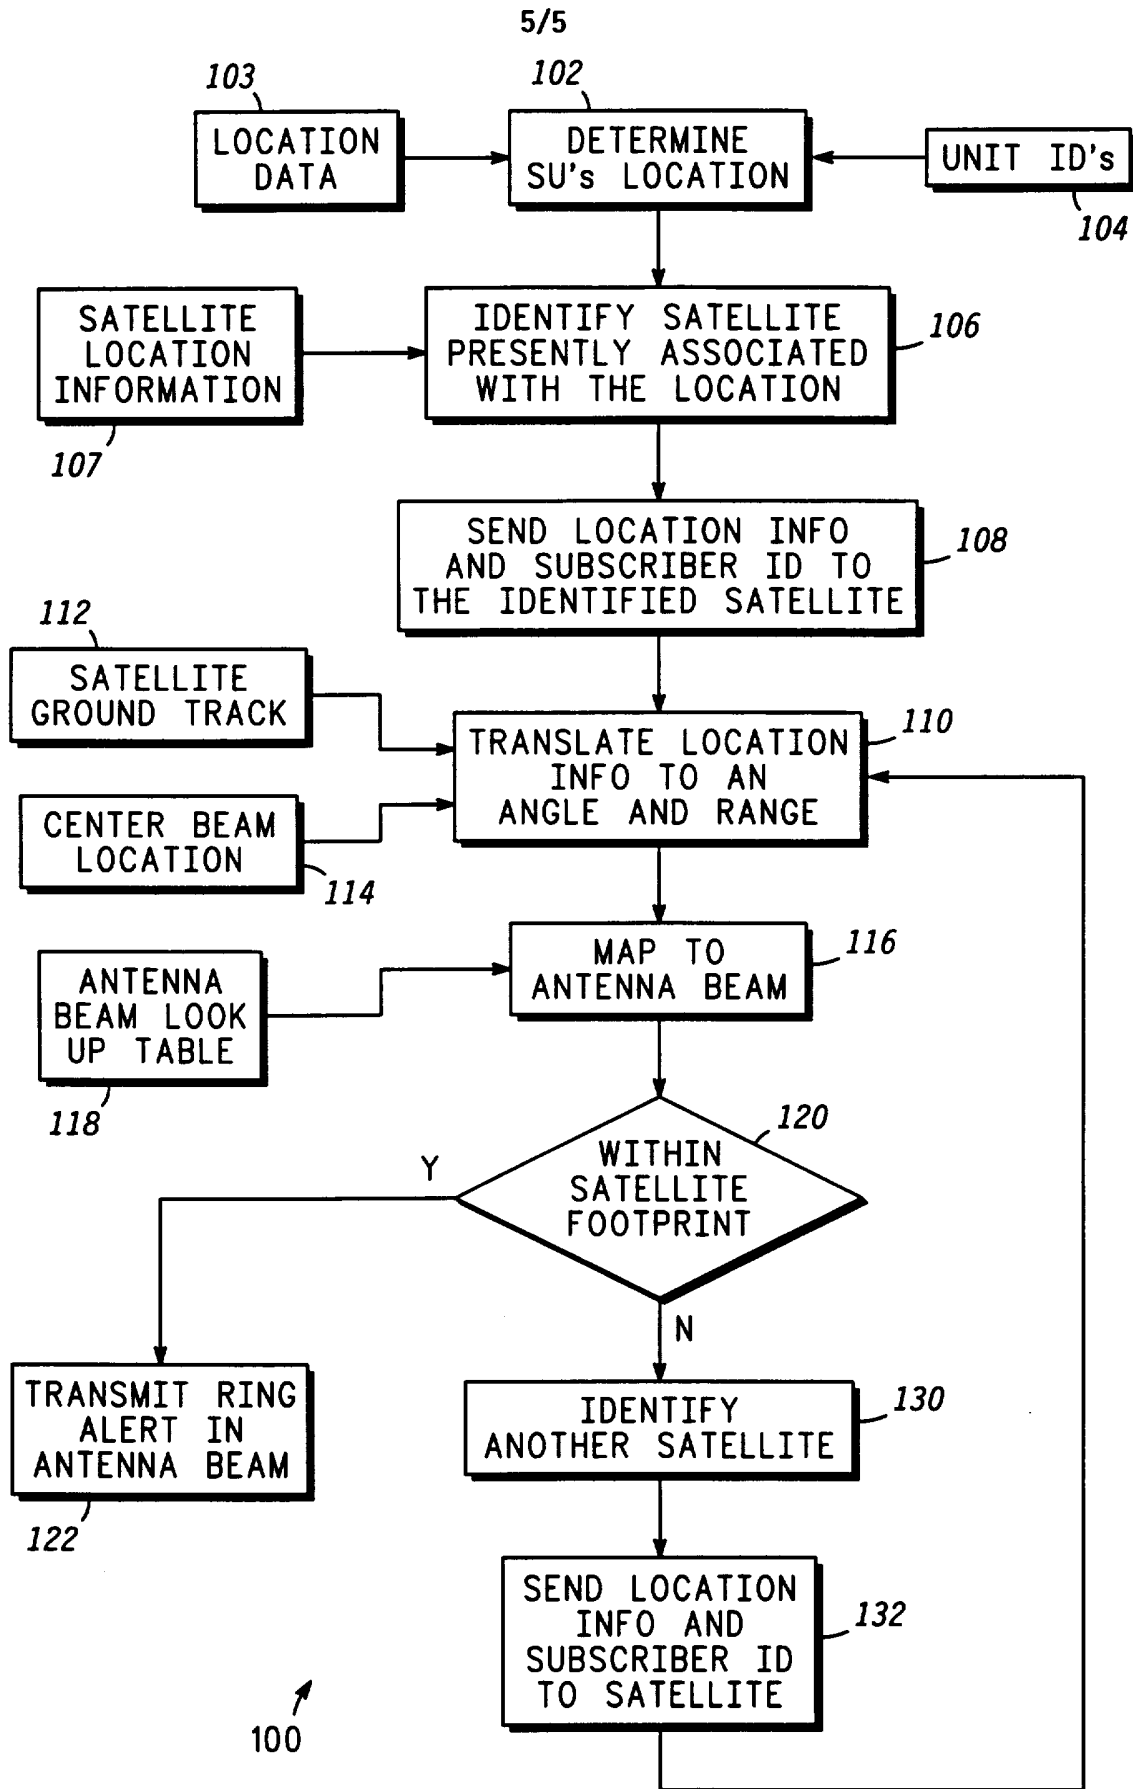 5/5
103
102
LOCATION
DATA
DETERMINE
SU's LOCATION
UNIT ID's
104
SATELLITE
LOCATION
INFORMATION
107
IDENTIFY SATELLITE
PRESENTLY ASSOCIATED
WITH THE LOCATION
106
SEND LOCATION INFO
AND SUBSCRIBER ID TO
THE IDENTIFIED SATELLITE
108
112
SATELLITE
GROUND TRACK
TRANSLATE LOCATION
INFO TO AN
ANGLE AND RANGE
110
CENTER BEAM
LOCATION
114
MAP TO
ANTENNA BEAM
116
ANTENNA
BEAM LOOK
UP TABLE
118
WITHIN
SATELLITE
FOOTPRINT
120
Y
N
TRANSMIT RING
ALERT IN
ANTENNA BEAM
122
IDENTIFY
ANOTHER SATELLITE
130
SEND LOCATION
INFO AND
SUBSCRIBER ID
TO SATELLITE
132
100